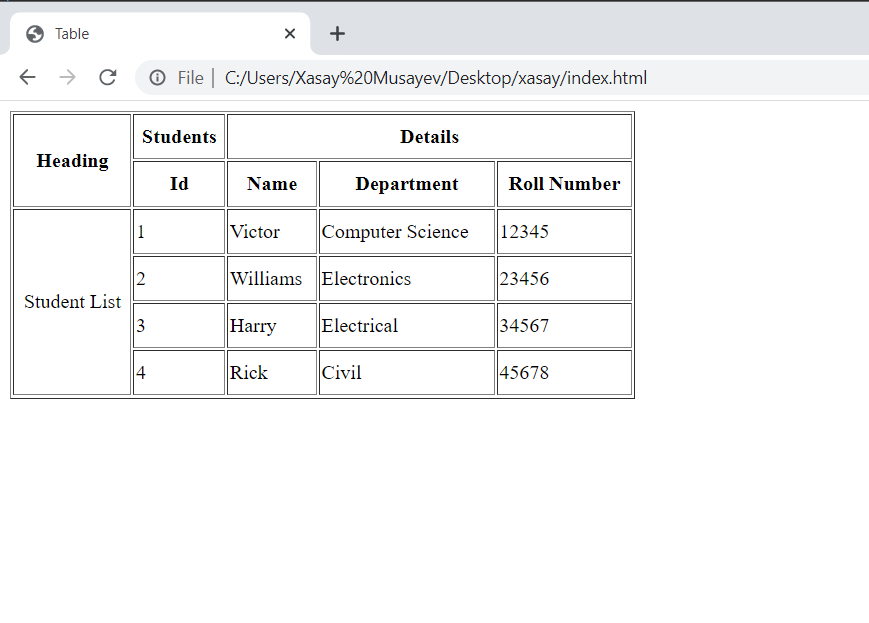 Table
File
C:/Users/Xasay%20Musayev/Desktop/xasay/index.html
Heading Students Details
Id Name Department Roll Number
Student List 1 Victor Computer Science 12345
2 Williams Electronics 23456
3 Harry Electrical 34567
4 Rick Civil 45678